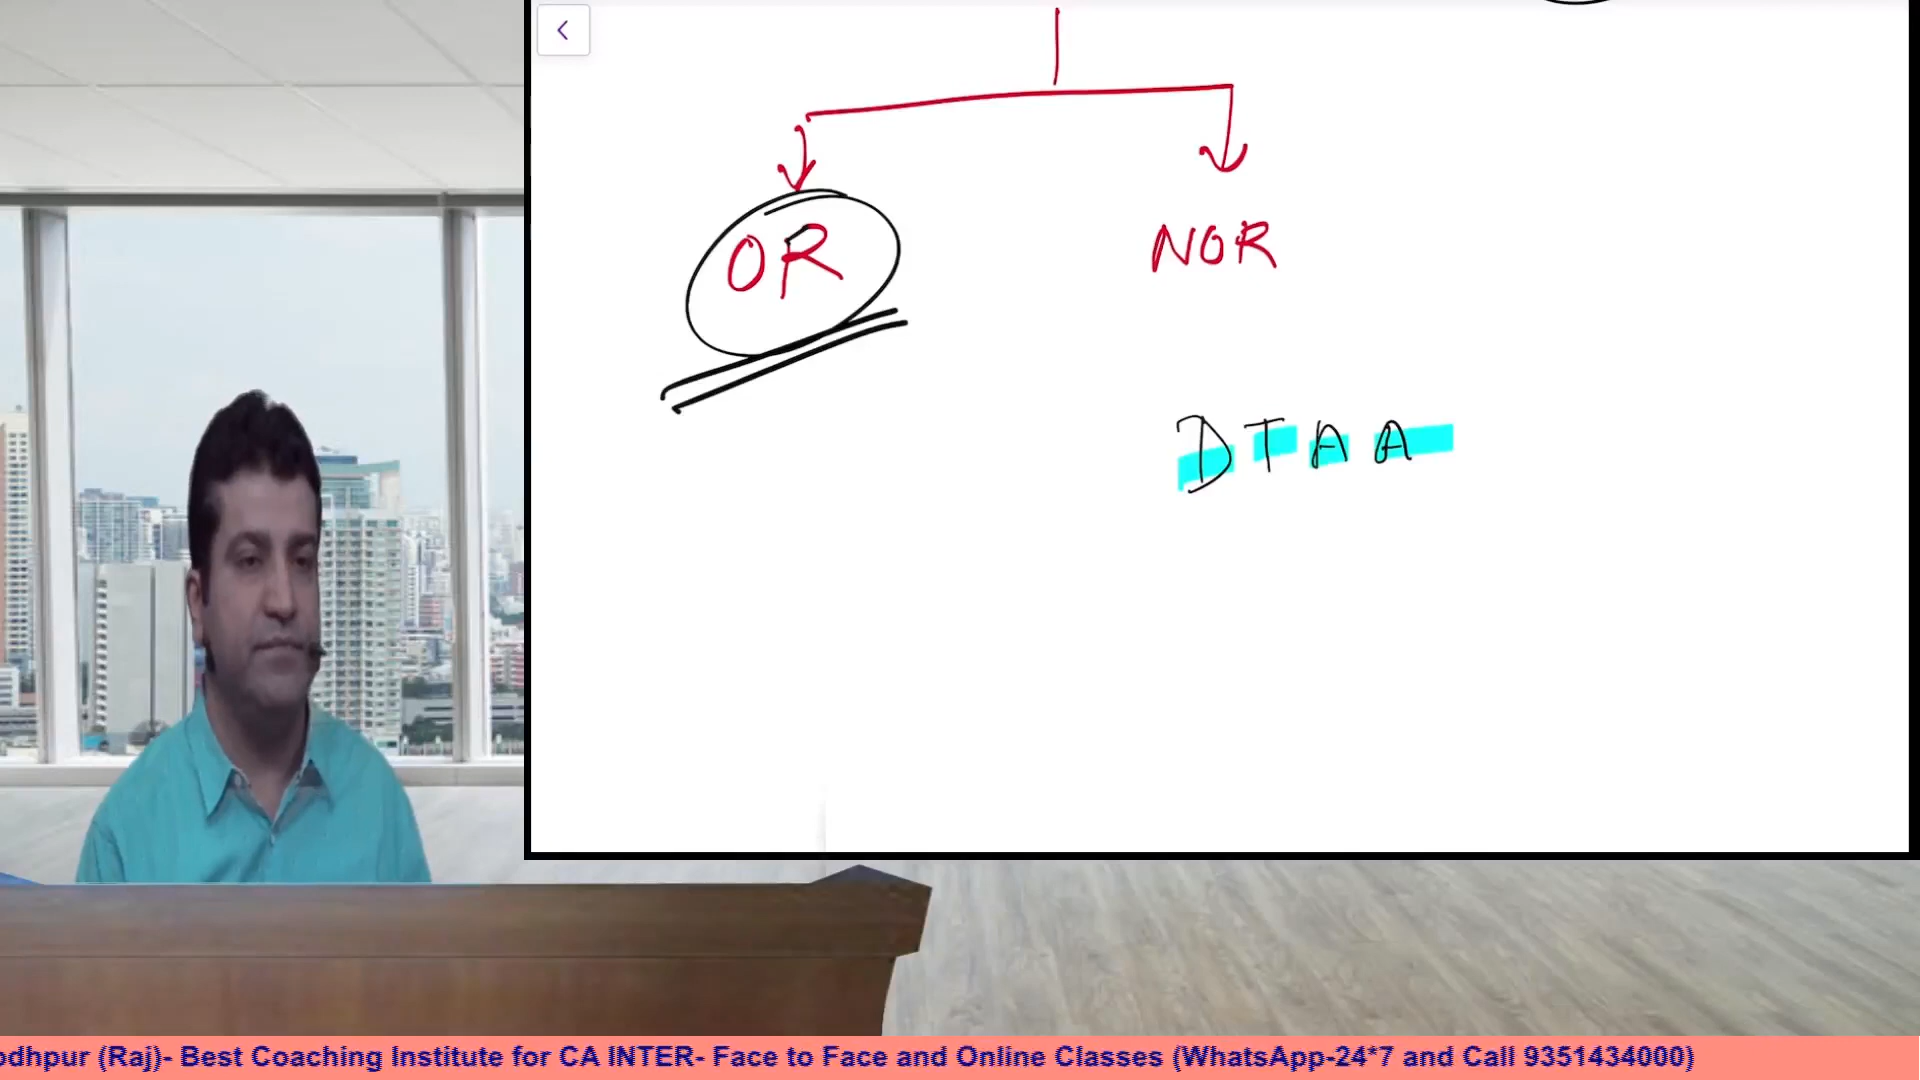 OR
NOR
DTAA
odhpur (Raj)- Best Coaching Institute for CA INTER- Face to Face and Online Classes (WhatsApp-24*7 and Call 9351434000)